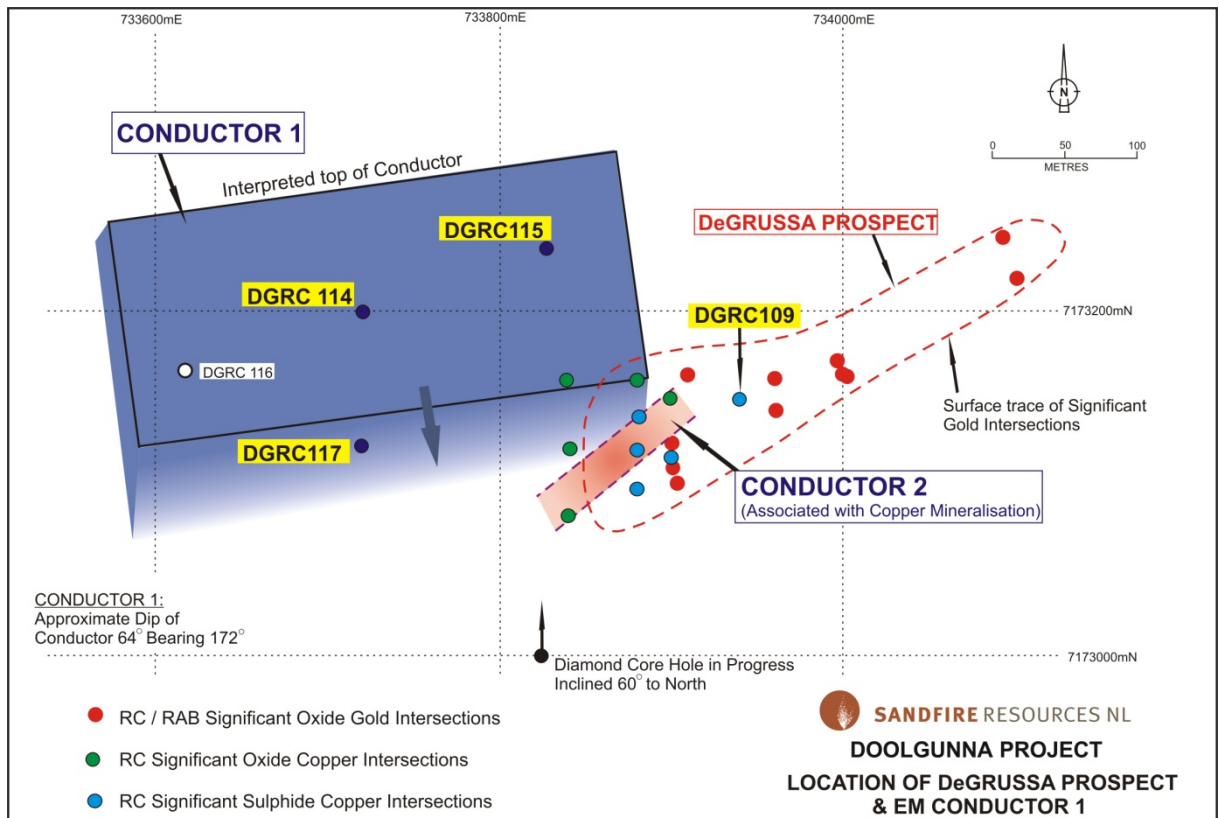 733600mE
733800mE
734000mE
N
0
50
100
METRES
CONDUCTOR 1
Interpreted top of Conductor
DeGRUSSA PROSPECT
DGRC115
DGRC 114
DGRC109
7173200mN
DGRC 116
Surface trace of Significant
Gold Intersections
DGRC117
CONDUCTOR 2
(Associated with Copper Mineralisation)
CONDUCTOR 1:
Approximate Dip of
Conductor 64° Bearing 172°
7173000mN
Diamond Core Hole in Progress
Inclined 60° to North
RC / RAB Significant Oxide Gold Intersections
RC Significant Oxide Copper Intersections
RC Significant Sulphide Copper Intersections
SANDFIRE RESOURCES NL
DOOLGUNNA PROJECT
LOCATION OF DeGRUSSA PROSPECT
& EM CONDUCTOR 1